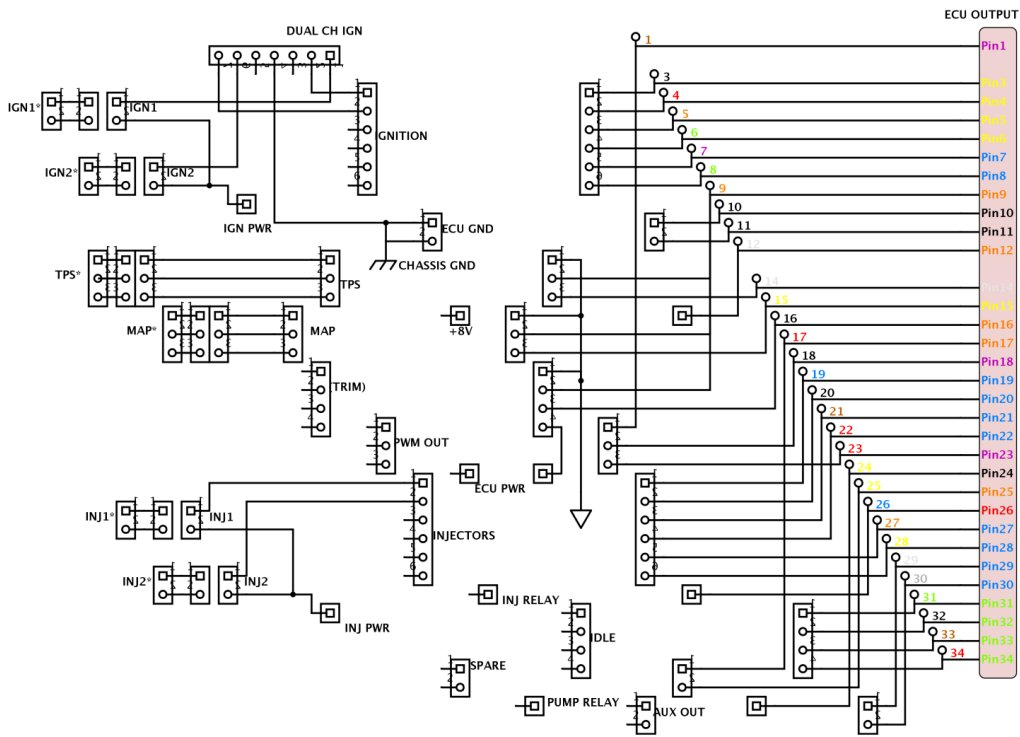 ECU OUTPUT
DUAL CH IGN
1
Pin1
3
Pin3
4
Pin4
IGN1*
IGN1
5
Pin5
IGNITION
6
Pin6
7
Pin7
IGN2*
IGN2
8
Pin8
9
Pin9
10
Pin10
IGN PWR
ECU GND
11
Pin11
12
Pin12
CHASSIS GND
TPS*
TPS
14
Pin14
15
Pin15
MAP*
MAP
+8V
16
Pin16
17
Pin17
18
Pin18
19
Pin19
(TRIM)
20
Pin20
21
Pin21
22
Pin22
PWM OUT
23
Pin23
24
Pin24
ECU PWR
25
Pin25
26
Pin26
INJ1*
INJ1
27
Pin27
INJECTORS
28
Pin28
29
Pin29
INJ2*
INJ2
30
Pin30
INJ RELAY
31
Pin31
INJ PWR
32
Pin32
IDLE
33
Pin33
34
Pin34
SPARE
PUMP RELAY
AUX OUT